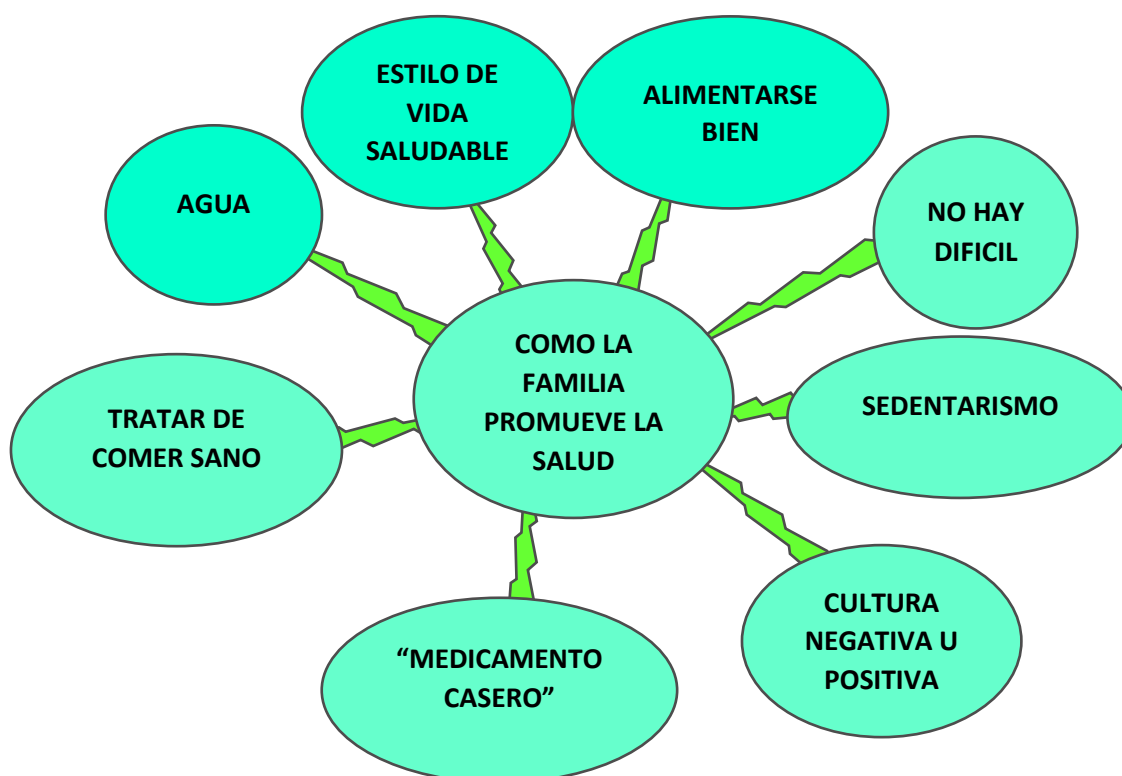 ESTILO DE
VIDA
SALUDABLE
ALIMENTARSE
BIEN
AGUA
NO HAY
DIFICIL
COMO LA
FAMILIA
PROMUEVE LA
SALUD
SEDENTARISMO
TRATAR DE
COMER SANO
CULTURA
NEGATIVA U
POSITIVA
“MEDICAMENTO
CASERO”